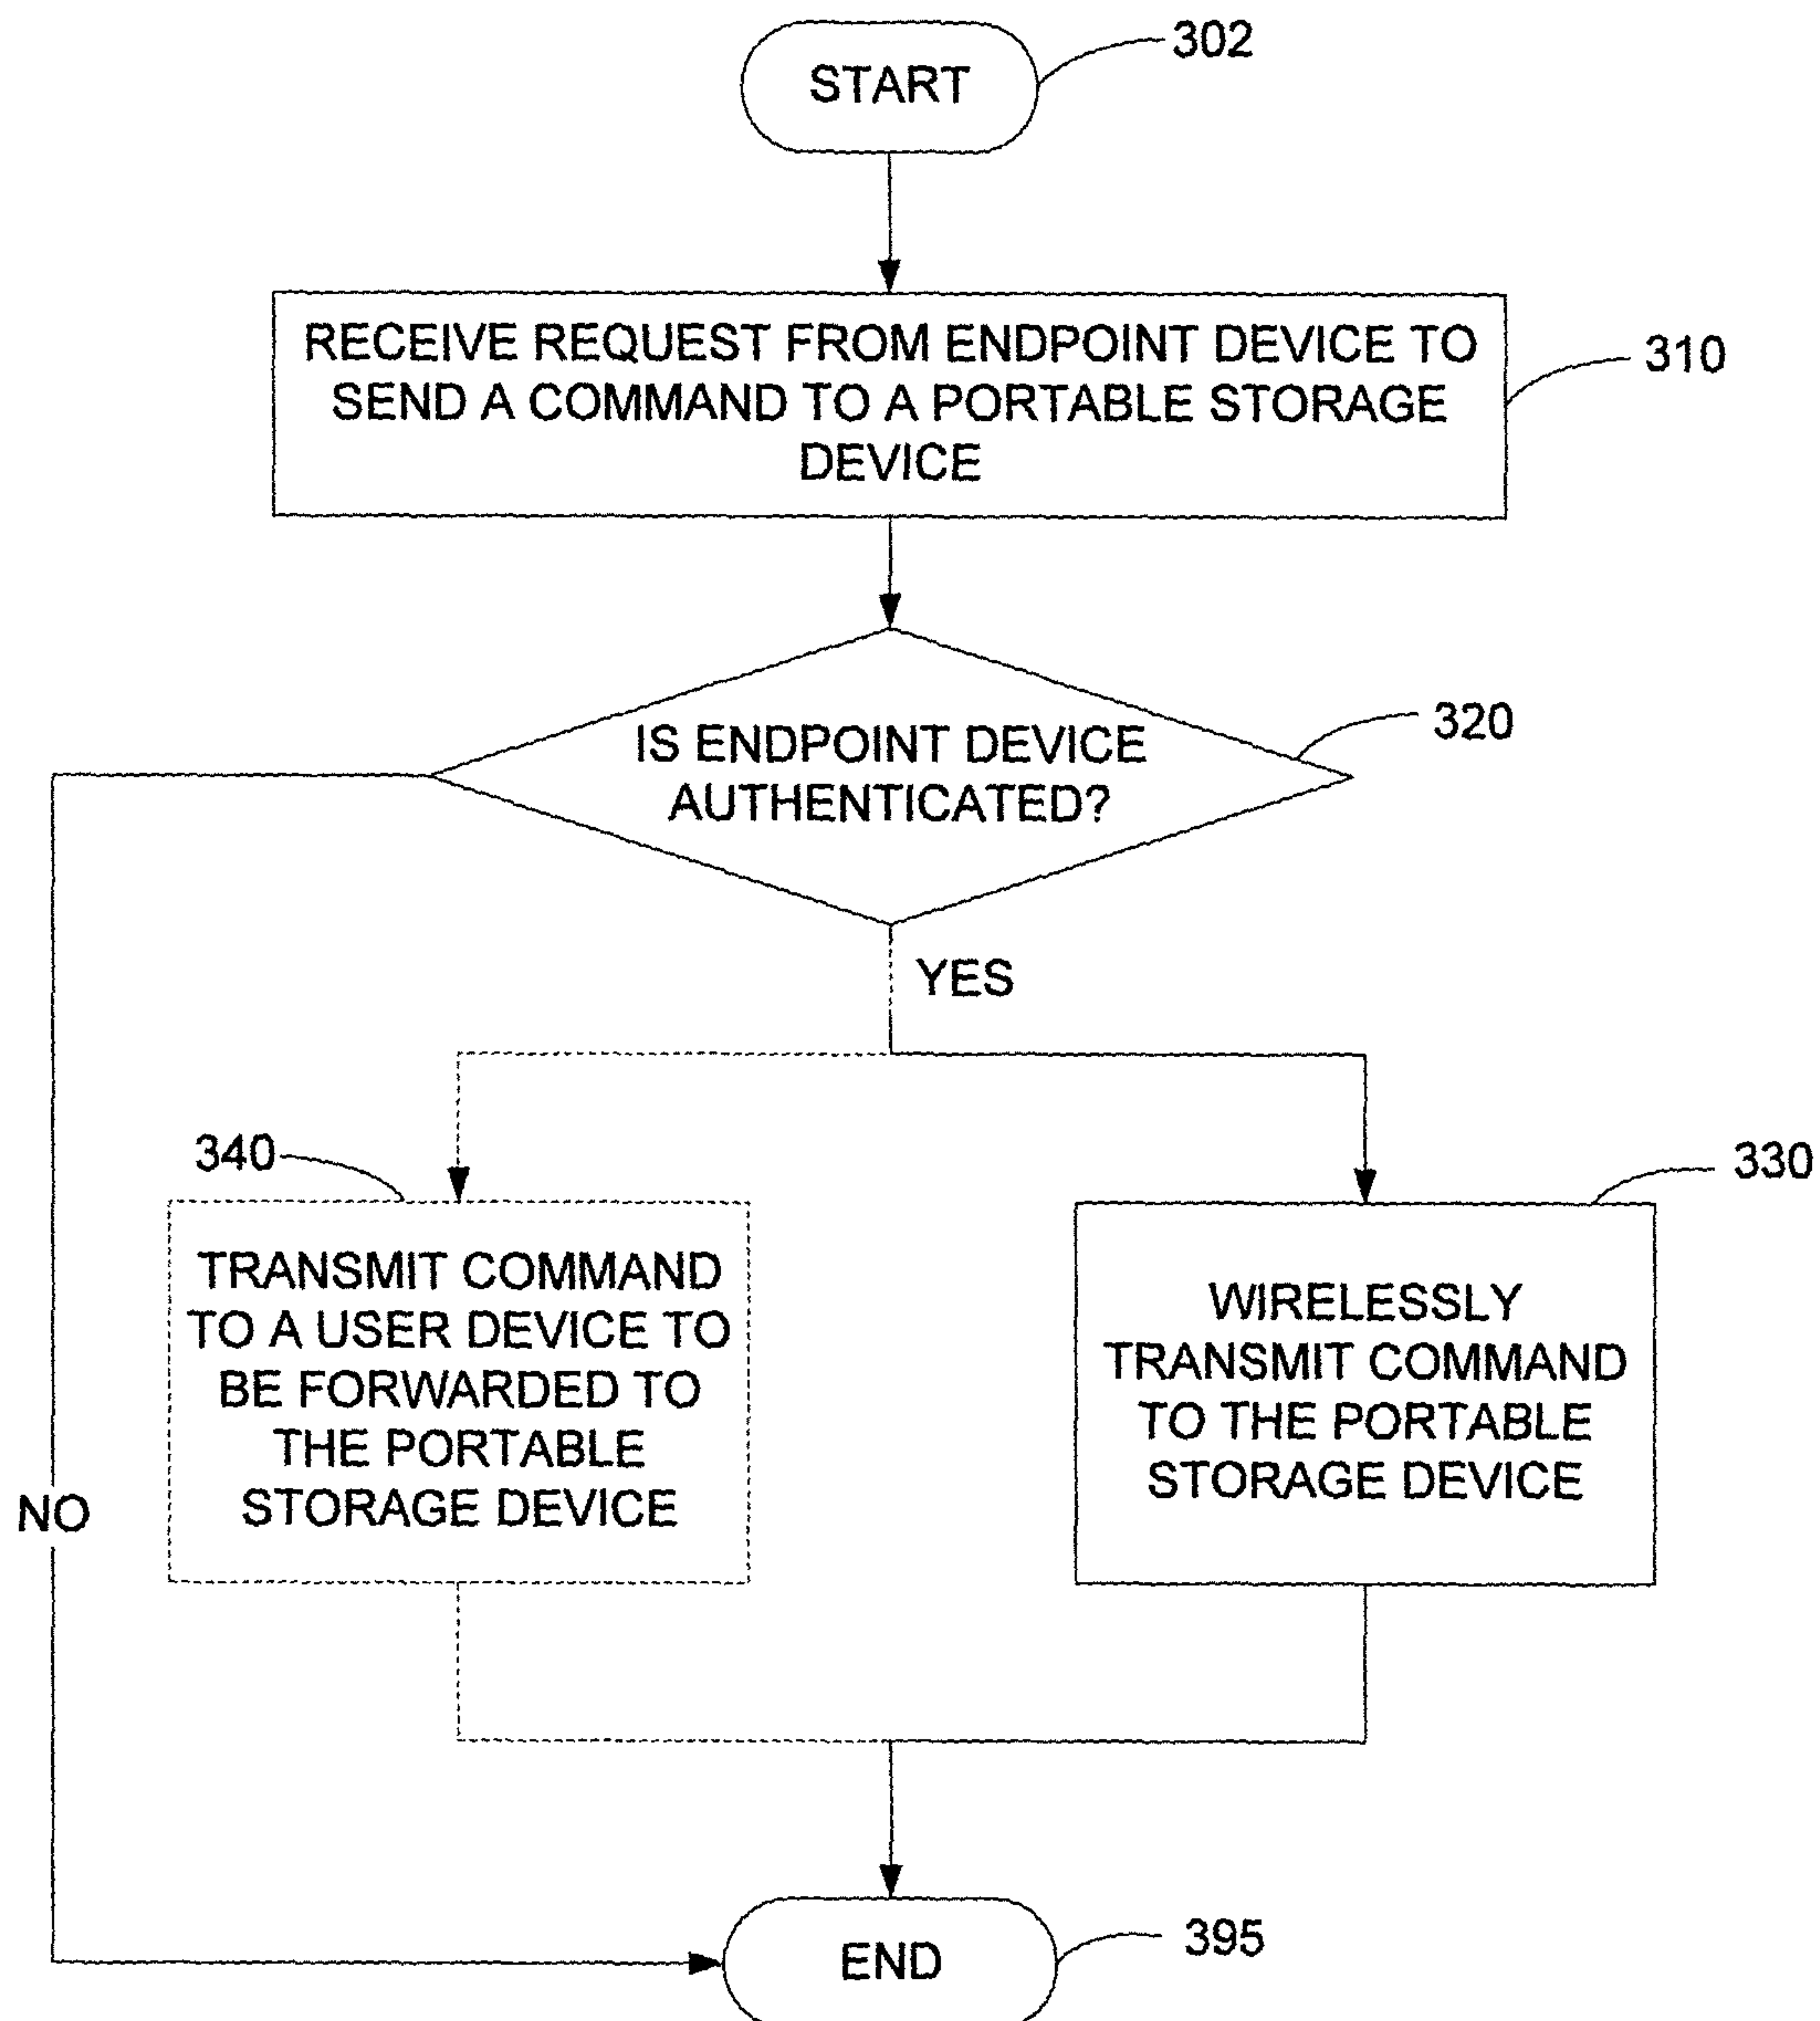 START
302
RECEIVE REQUEST FROM ENDPOINT DEVICE TO
SEND A COMMAND TO A PORTABLE STORAGE
DEVICE
310
IS ENDPOINT DEVICE
AUTHENTICATED?
320
YES
340
TRANSMIT COMMAND
TO A USER DEVICE TO
BE FORWARDED TO
THE PORTABLE
STORAGE DEVICE
330
WIRELESSLY
TRANSMIT COMMAND
TO THE PORTABLE
STORAGE DEVICE
NO
END
395